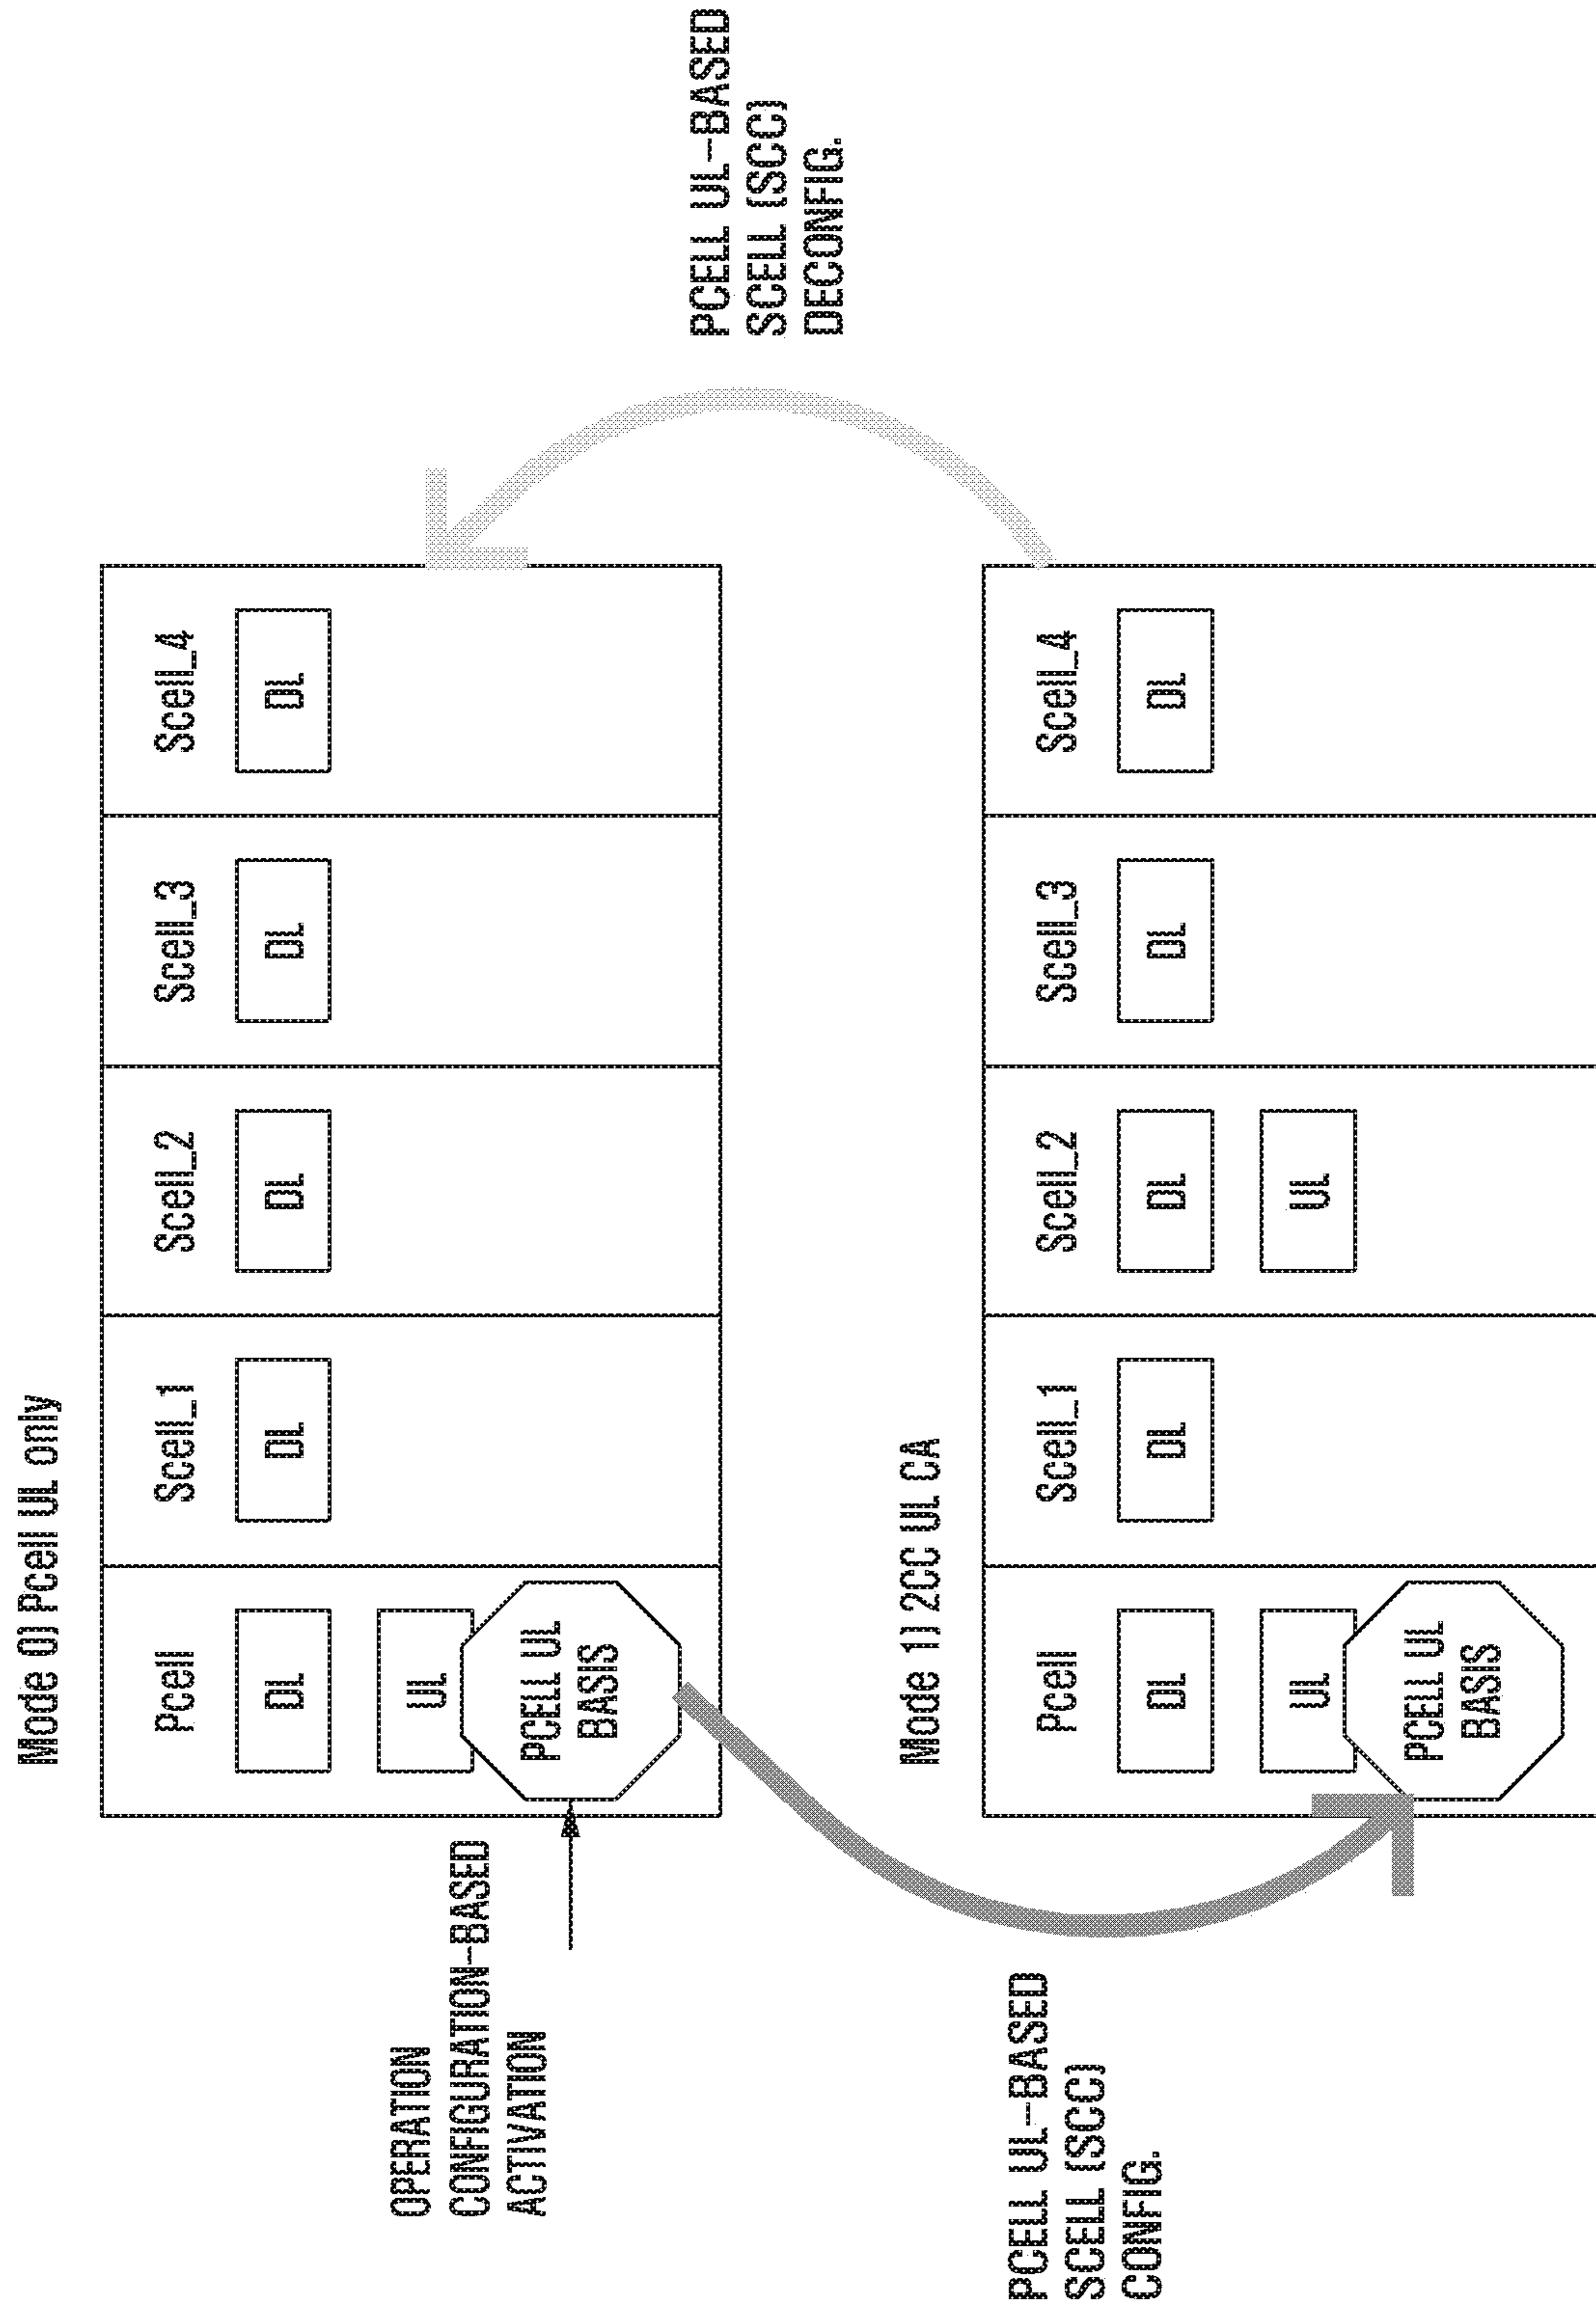 Mode 0) Pcell UL only
Pcell
Scell_1
Scell_2
Scell_3
Scell_4
DL
DL
DL
DL
DL
UL
OPERATION
CONFIGURATION-BASED
ACTIVATION
PCELL UL
BASIS
PCELL UL-BASED
SCELL (SCC)
DECONFIG.
Mode 1) 2CC UL CA
Pcell
Scell_1
Scell_2
Scell_3
Scell_4
DL
DL
DL
DL
DL
UL
UL
PCELL UL-BASED
SCELL (SCC)
CONFIG.
PCELL UL
BASIS